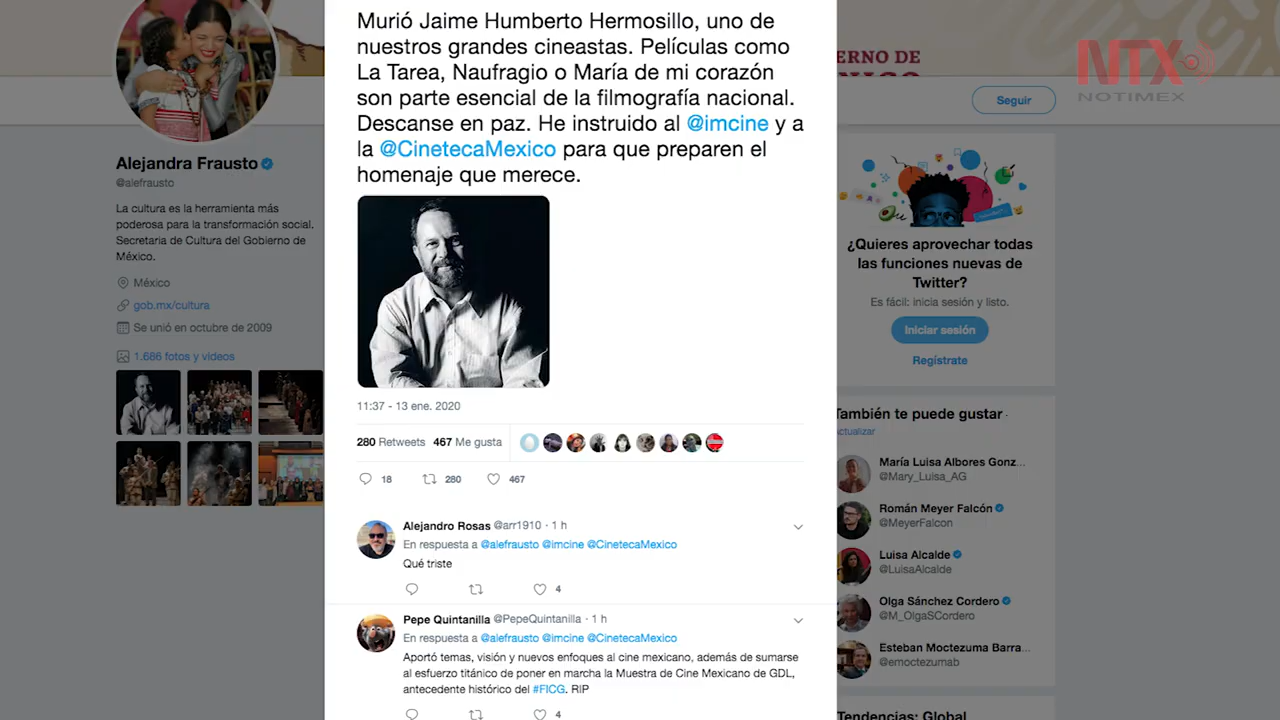 Murió Jaime Humberto Hermosillo, uno de
nuestros grandes cineastas. Películas como
La Tarea, Naufragio o María de mi corazón
son parte esencial de la filmografía nacional.
Descanse en paz. He instruido al @imcine y a
la @CinetecaMexico para que preparen el
homenaje que merece.
11:37 - 13 ene. 2020
280 Retweets 467 Me gusta
18 280 467
Alejandro Rosas @arr1910 · 1 h
En respuesta a @alefrausto @imcine @CinetecaMexico
Qué triste
4
Pepe Quintanilla @PepeQuintanilla · 1 h
En respuesta a @alefrausto @imcine @CinetecaMexico
Aportó temas, visión y nuevos enfoques al cine mexicano, además de sumarse
al esfuerzo titánico de poner en marcha la Muestra de Cine Mexicano de GDL,
antecedente histórico del #FICG. RIP
4
Alejandra Frausto
@alefrausto
La cultura es la herramienta más
poderosa para la transformación social.
Secretaria de Cultura del Gobierno de
México.
México
gob.mx/cultura
Se unió en octubre de 2009
1.686 fotos y videos
ERNO DE
NTX
NOTIMEX
Seguir
¿Quieres aprovechar todas
las funciones nuevas de
Twitter?
Es fácil: inicia sesión y listo.
Iniciar sesión
Regístrate
También te puede gustar ·
actualizar
María Luisa Albores Gonz...
@Mary_Luisa_AG
Román Meyer Falcón
@MeyerFalcon
Luisa Alcalde
@LuisaAlcalde
Olga Sánchez Cordero
@M_OlgaSCordero
Esteban Moctezuma Barra...
@emoctezumab
Tendencias: Global